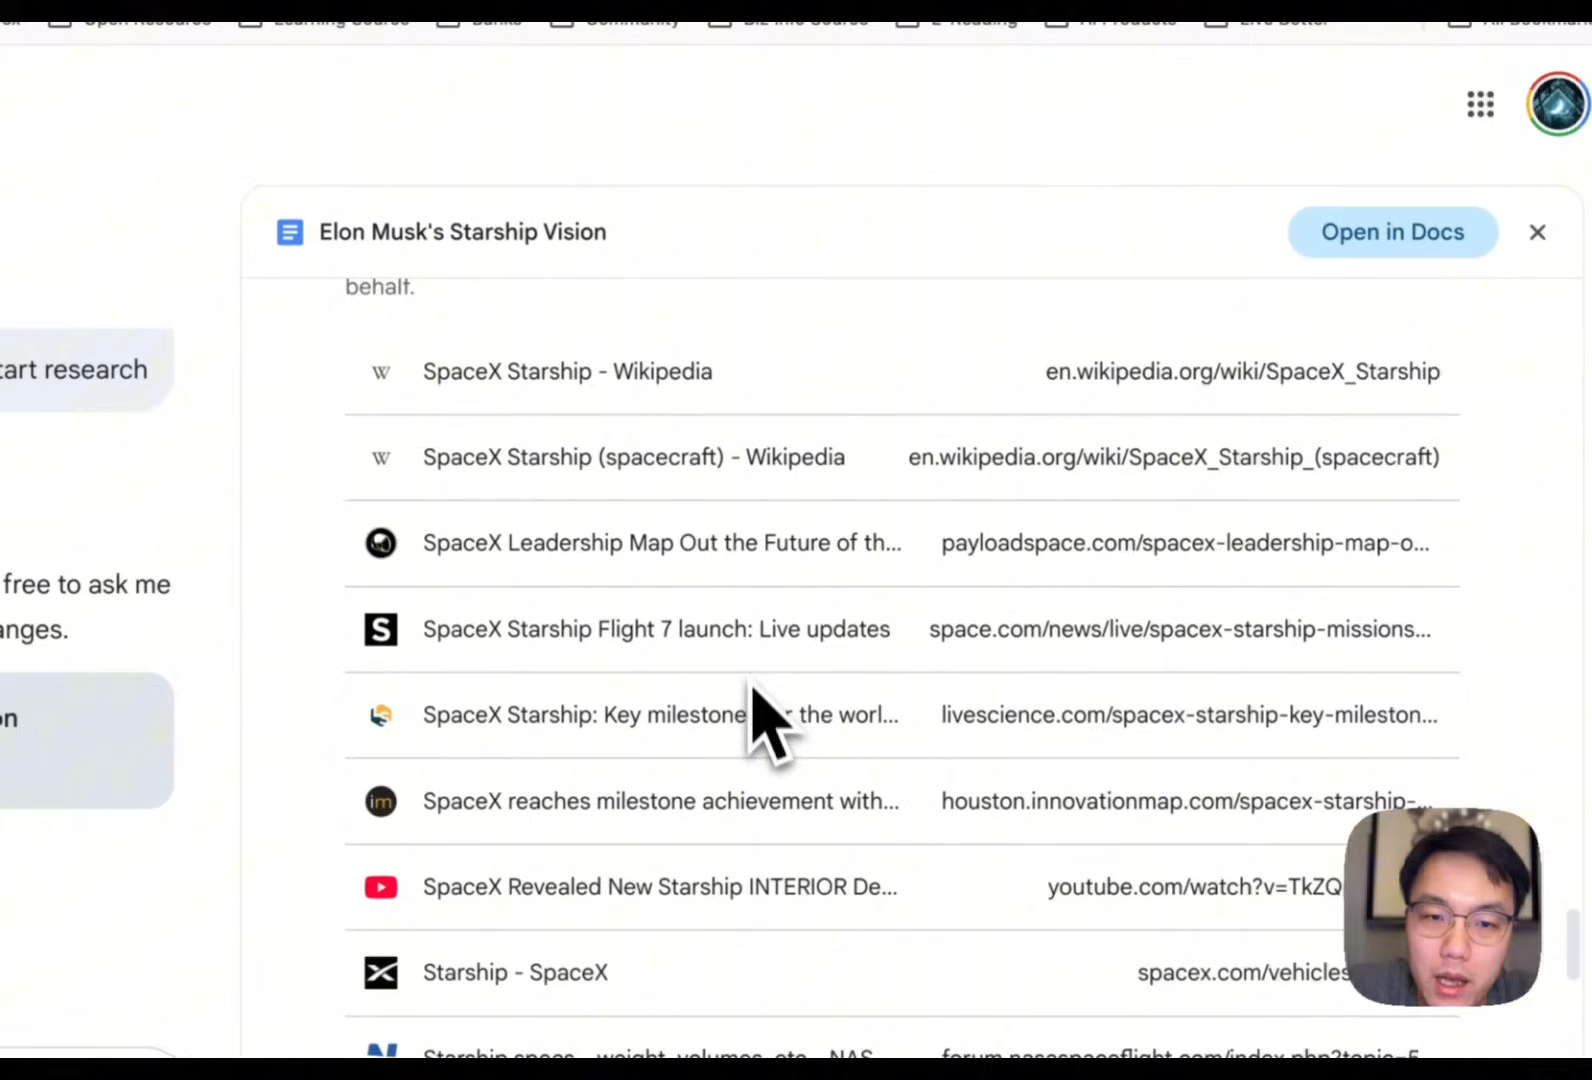 Elon Musk's Starship Vision
Open in Docs
behalf.
tart research
W SpaceX Starship - Wikipedia en.wikipedia.org/wiki/SpaceX_Starship
W SpaceX Starship (spacecraft) - Wikipedia en.wikipedia.org/wiki/SpaceX_Starship_(spacecraft)
SpaceX Leadership Map Out the Future of th... payloadspace.com/spacex-leadership-map-o...
free to ask me
anges.
S SpaceX Starship Flight 7 launch: Live updates space.com/news/live/spacex-starship-missions...
on
SpaceX Starship: Key milestone the worl... livescience.com/spacex-starship-key-mileston...
im SpaceX reaches milestone achievement with... houston.innovationmap.com/spacex-starship-...
SpaceX Revealed New Starship INTERIOR De... youtube.com/watch?v=TkZQ
Starship - SpaceX spacex.com/vehicles